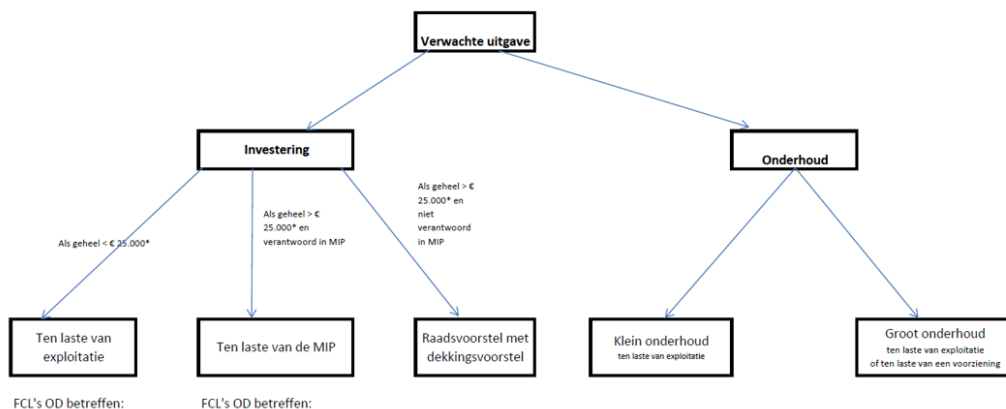 Verwachte uitgave
Investering
Onderhoud
Als geheel < € 25.000*
Als geheel > €
25.000* en
verantwoord in MIP
Als geheel > €
25.000* en
niet
verantwoord
in MIP
Ten laste van
exploitatie
Ten laste van de MIP
Raadsvoorstel met
dekkingsvoorstel
Klein onderhoud
ten laste van exploitatie
Groot onderhoud
ten laste van exploitatie
of ten laste van een voorziening
FCL's OD betreffen:
FCL's OD betreffen: